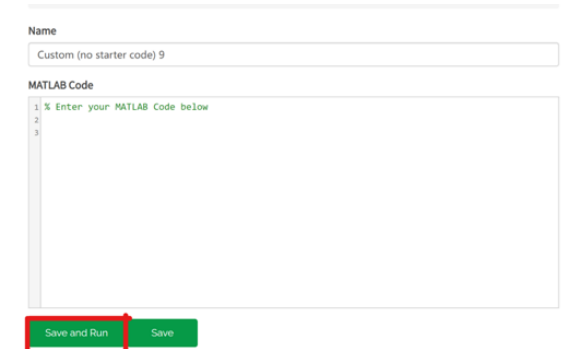 Name
Custom (no starter code) 9
MATLAB Code
1 % Enter your MATLAB Code below
2
3
Save and Run Save